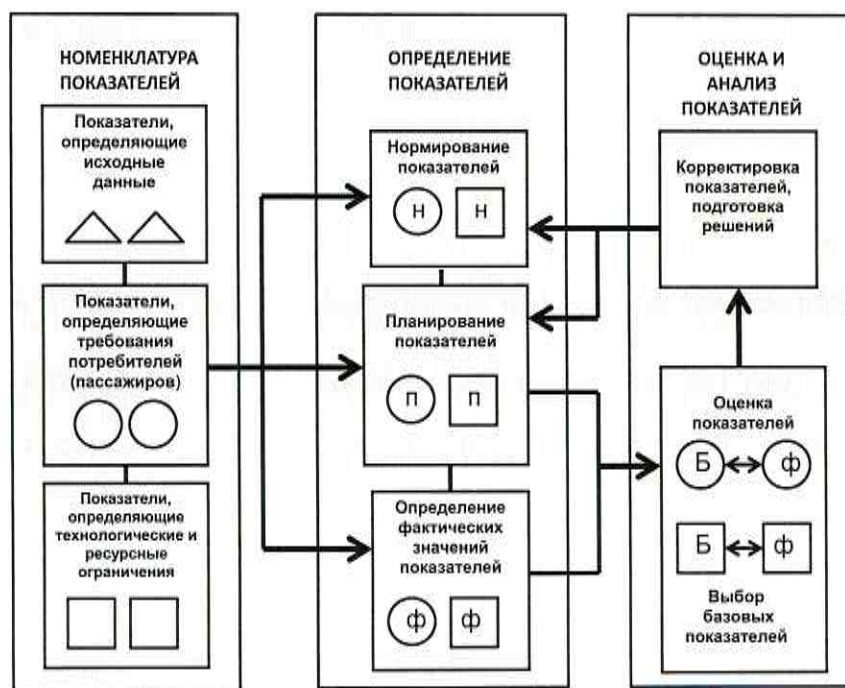 НОМЕНКЛАТУРА
ПОКАЗАТЕЛЕЙ
Показатели,
определяющие
исходные
данные
Показатели,
определяющие
требования
потребителей
(пассажиров)
Показатели,
определяющие
технологические и
ресурсные
ограничения
ОПРЕДЕЛЕНИЕ
ПОКАЗАТЕЛЕЙ
Нормирование
показателей
Н Н
Планирование
показателей
П П
Определение
фактических
значений
показателей
ф ф
ОЦЕНКА И
АНАЛИЗ
ПОКАЗАТЕЛЕЙ
Корректировка
показателей,
подготовка
решений
Оценка
показателей
Б ф
Б ф
Выбор
базовых
показателей